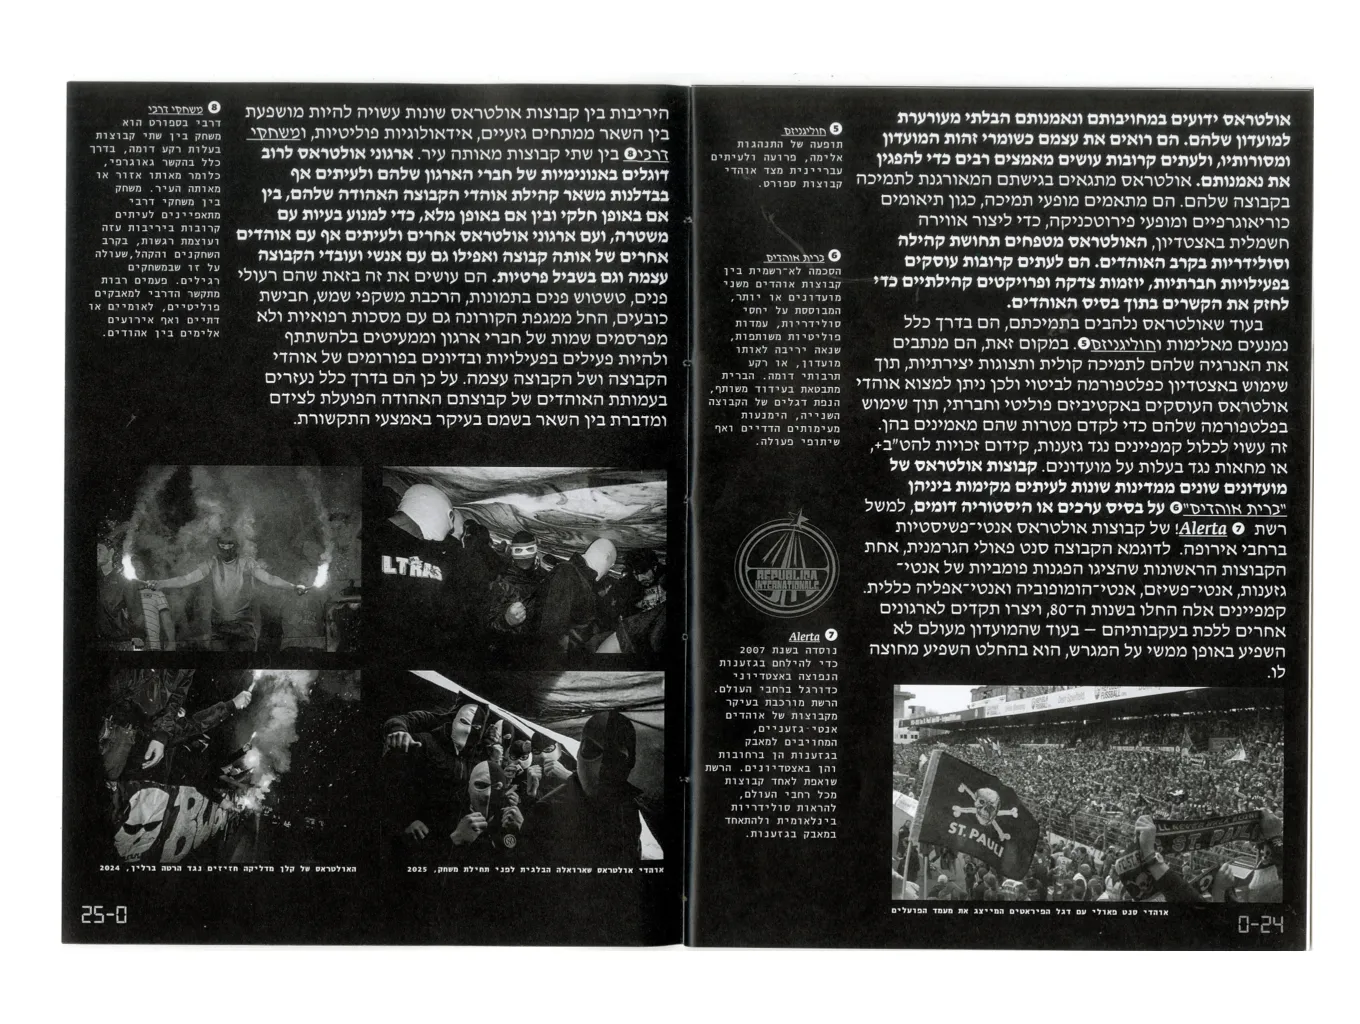 אולטראס ידועים במחויבותם ונאמנותם הבלתי מעורערת
למועדון שלהם. הם רואים את עצמם כשומרי זהות המועדון
ומסורותיו, ולעתים קרובות עושים מאמצים רבים כדי להפגין
את נאמנותם. אולטראס מתגאים בגישתם המאורגנת לתמיכה
בקבוצה שלהם. הם מתאמים מופעי תמיכה, כגון תיאומים
כוריאוגרפיים ומופעי פירוטכניקה, כדי ליצור אווירה
חשמלית באצטדיון, האולטראס מטפחים תחושת קהילה
וסולידריות בקרב האוהדים. הם לעתים קרובות עוסקים
בפעילויות חברתיות, יוזמות צדקה ופרויקטים קהילתיים כדי
לחזק את הקשרים בתוך בסיס האוהדים.
בעוד שאולטראס נלהבים בתמיכתם, הם בדרך כלל
נמנעים מאלימות וחוליגניזם5. במקום זאת, הם מנתבים
את האנרגיה שלהם לתמיכה קולית ותצוגות יצירתיות, תוך
שימוש באצטדיון כפלטפורמה לביטוי ולכן ניתן למצוא אוהדי
אולטראס העוסקים באקטיביזם פוליטי וחברתי, תוך שימוש
בפלטפורמה שלהם כדי לקדם מטרות שהם מאמינים בהן.
זה עשוי לכלול קמפיינים נגד גזענות, קידום זכויות להט"ב+,
או מחאות נגד בעלות על מועדונים. קבוצות אולטראס של
מועדונים שונים ממדינות שונות לעיתים מקימות ביניהן
"ברית אוהדים"6 על בסיס ערכים או היסטוריה דומים, למשל
רשת 7 Alerta! של קבוצות אולטראס אנטי־פשיסטיות
ברחבי אירופה. לדוגמא הקבוצה סנט פאולי הגרמנית, אחת
הקבוצות הראשונות שהציגו הפגנות פומביות של אנטי־
גזענות, אנטי־פשיזם, אנטי־הומופוביה ואנטי־אפליה כללית.
קמפיינים אלה החלו בשנות ה־80, ויצרו תקדים לארגונים
אחרים ללכת בעקבותיהם – בעוד שהמועדון מעולם לא
השפיע באופן ממשי על המגרש, הוא בהחלט השפיע מחוצה
לו.
ST. PAULI
אוהדי סנט פאולי עם דגל הפיראטים המייצג את מעמד הפועלים
0-24
5 חוליגניזם
תופעה של התנהגות
אלימה, פרועה ולעיתים
עבריינית מצד אוהדי
קבוצות ספורט.
6 ברית אוהדים
הסכמה לא־רשמית בין
קבוצות אוהדים משני
מועדונים או יותר,
המבוססת על יחסי
סולידריות, עמדות
פוליטיות משותפות,
שנאה יריבה לאותו
מועדון, או רקע
תרבותי דומה. הברית
מתבטאת בעידוד משותף,
הנפת דגלים של הקבוצה
השנייה, הימנעות
מעימותים הדדיים ואף
שיתופי פעולה.
REPUBLICA
INTERNATIONALE
7 Alerta
נוסדה בשנת 2007
כדי להילחם בגזענות
הנפוצה באצטדיוני
כדורגל ברחבי העולם.
הרשת מורכבת בעיקר
מקבוצות של אוהדים
אנטי־גזעניים,
המחויבים למאבק
בגזענות הן ברחובות
והן באצטדיונים. הרשת
שואפת לאחד קבוצות
מכל רחבי העולם,
להראות סולידריות
בינלאומית ולהתאחד
במאבק בגזענות.
היריבות בין קבוצות אולטראס שונות עשויה להיות מושפעת
בין השאר ממתחים גזעיים, אידאולוגיות פוליטיות, ומשחקי
דרבי8 בין שתי קבוצות מאותה עיר. ארגוני אולטראס לרוב
דוגלים באנונימיות של חברי הארגון שלהם ולעיתים אף
בבדלנות משאר קהילת אוהדי הקבוצה האהודה שלהם, בין
אם באופן חלקי ובין אם באופן מלא, כדי למנוע בעיות עם
משטרה, ועם ארגוני אולטראס אחרים ולעיתים אף עם אוהדים
אחרים של אותה קבוצה ואפילו גם עם אנשי ועובדי הקבוצה
עצמה וגם בשביל פרטיות. הם עושים את זה בזאת שהם רעולי
פנים, טשטוש פנים בתמונות, הרכבת משקפי שמש, חבישת
כובעים, החל ממגפת הקורונה גם עם מסכות רפואיות ולא
מפרסמים שמות של חברי ארגון וממעיטים בלהשתתף
ולהיות פעילים בפעילויות ובדיונים בפורומים של אוהדי
הקבוצה ושל הקבוצה עצמה. על כן הם בדרך כלל נעזרים
בעמותת האוהדים של קבוצתם האהודה הפועלת לצידם
ומדברת בין השאר בשמם בעיקר באמצעי התקשורת.
8 משחקי דרבי
דרבי בספורט הוא
משחק בין שתי קבוצות
בעלות רקע דומה, בדרך
כלל בהקשר גאוגרפי,
כלומר מאותו אזור או
מאותה העיר. משחק
בין משחקי דרבי
מתאפיינים לעיתים
קרובות ביריבות עזה
ועוצמת רגשות, בקרב
השחקנים והקהל,שעולה
על זו שבמשחקים
רגילים. פעמים רבות
מתקשר הדרבי למאבקים
פוליטיים, לאומיים או
דתיים ואף אירועים
אלימים בין אהודים.
LTRAS
אוהדי אולטראס שארואלה הבלגית לפני תחילת משחק, 2025
האולטראס של קלן מדליקה חזיזים נגד הרטה ברלין, 2024
25-0